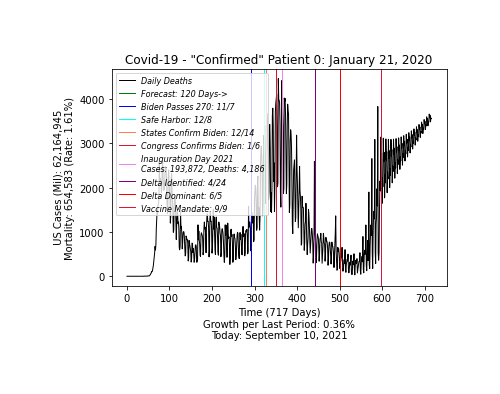 Covid-19 - "Confirmed" Patient 0: January 21, 2020
US Cases (Mil): 62,164,945
Mortality: 654,583 (Rate: 1.61%)
4000
3000
2000
1000
0
Daily Deaths
Forecast: 120 Days->
Biden Passes 270: 11/7
Safe Harbor: 12/8
States Confirm Biden: 12/14
Congress Confirms Biden: 1/6
Inauguration Day 2021
Cases: 193,872, Deaths: 4,186
Delta Identified: 4/24
Delta Dominant: 6/5
Vaccine Mandate: 9/9
0 100 200 300 400 500 600 700
Time (717 Days)
Growth per Last Period: 0.36%
Today: September 10, 2021